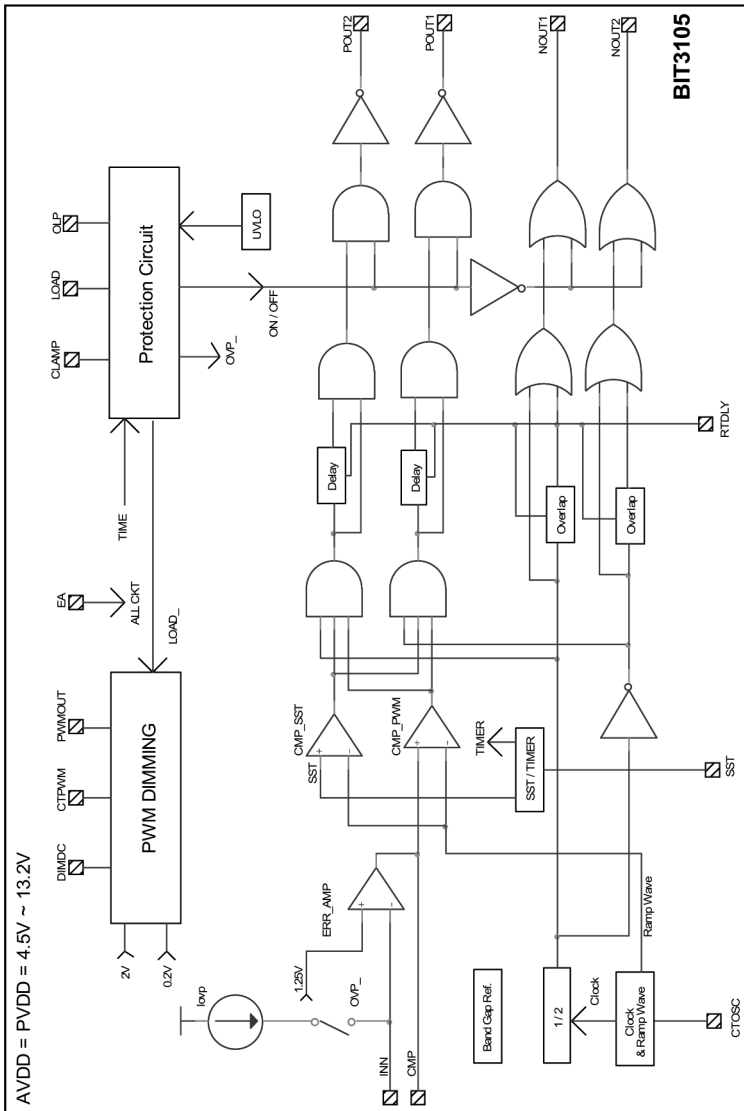 AVDD = PVDD = 4.5V ~ 13.2V
BIT3105
DIMDC
CTPWM
PWMOUT
EA
CLAMP
LOAD
OLP
2V
0.2V
PWM DIMMING
ALL CKT
LOAD_
TIME
Protection Circuit
UVLO
OVP_
ON / OFF
Iovp
1.25V
OVP_
ERR_AMP
+
-
INN
CMP
SST
CMP_SST
+
-
CMP_PWM
+
-
Delay
Delay
POUT2
POUT1
NOUT1
NOUT2
TIMER
SST / TIMER
Overlap
Overlap
Band Gap Ref.
1 / 2
Clock
Clock
& Ramp Wave
Ramp Wave
CTOSC
SST
RTDLY